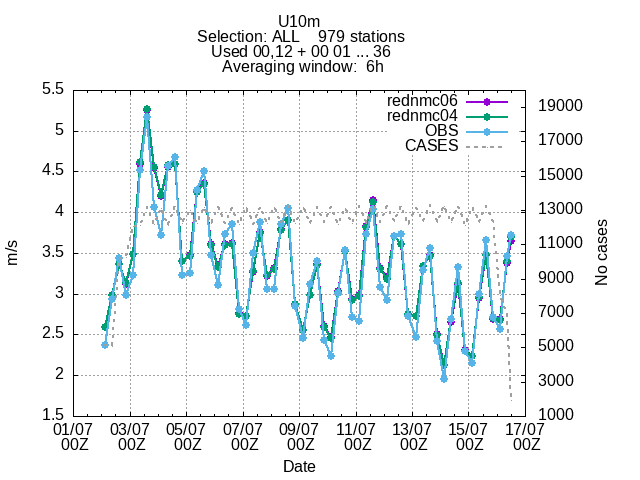 U10m
Selection: ALL    979 stations
Used 00,12 + 00 01 ... 36
Averaging window:  6h
rednmc06
rednmc04
OBS
CASES
5.5
5
4.5
4
3.5
3
2.5
2
1.5
19000
17000
15000
13000
11000
9000
7000
5000
3000
1000
m/s
No cases
01/07 00Z
03/07 00Z
05/07 00Z
07/07 00Z
09/07 00Z
11/07 00Z
13/07 00Z
15/07 00Z
17/07 00Z
Date